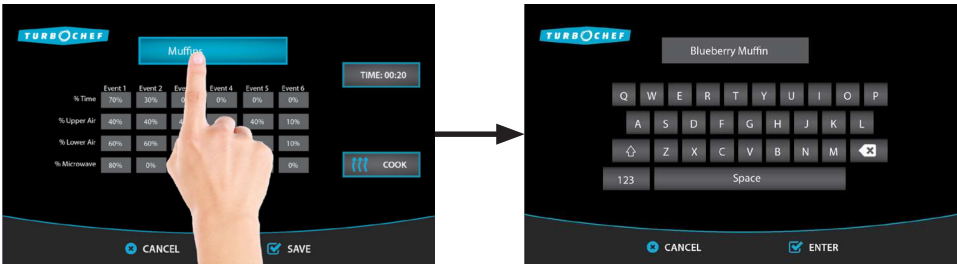 TURBOCHEF
Muffins
TIME: 00:20
Event 1 Event 2 Event 4 Event 5 Event 6
% Time 70% 30% 0% 0% 0%
% Upper Air 40% 40% 40% 10%
% Lower Air 60% 60% 10%
% Microwave 80% 0% 0%
COOK
CANCEL SAVE
TURBOCHEF
Blueberry Muffin
Q W E R T Y U I O P
A S D F G H J K L
Z X C V B N M
123 Space
CANCEL ENTER